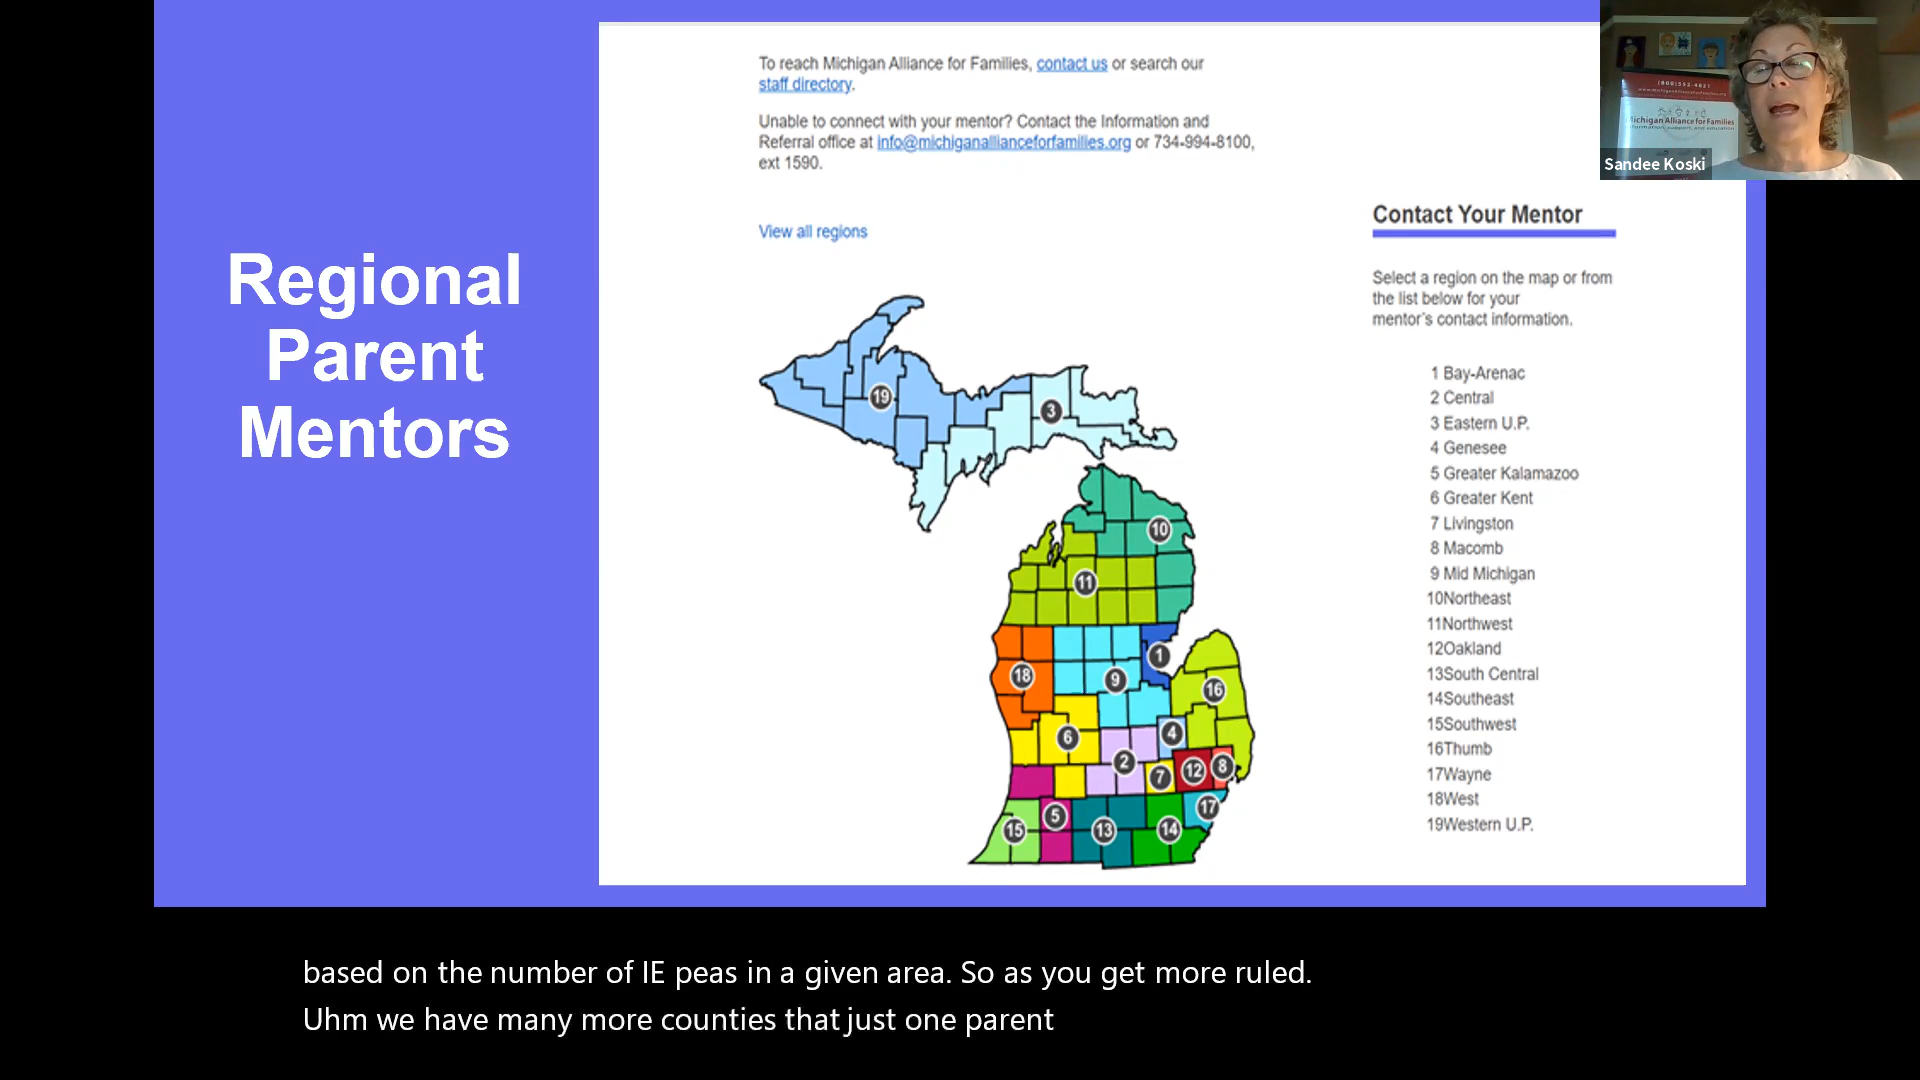 Regional
Parent
Mentors
To reach Michigan Alliance for Families, contact us or search our
staff directory.
Unable to connect with your mentor? Contact the Information and
Referral office at info@michiganallianceforfamilies.org or 734-994-8100,
ext 1590.
View all regions
19
3
10
11
1
18
9
16
6
4
2
12
8
7
17
5
15
13
14
Contact Your Mentor
Select a region on the map or from
the list below for your
mentor's contact information.
1 Bay-Arenac
2 Central
3 Eastern U.P.
4 Genesee
5 Greater Kalamazoo
6 Greater Kent
7 Livingston
8 Macomb
9 Mid Michigan
10Northeast
11Northwest
12Oakland
13South Central
14Southeast
15Southwest
16Thumb
17Wayne
18West
19Western U.P.
(800)552-4821
Michigan Alliance for Families
Sandee Koski
based on the number of IE peas in a given area. So as you get more ruled.
Uhm we have many more counties that just one parent